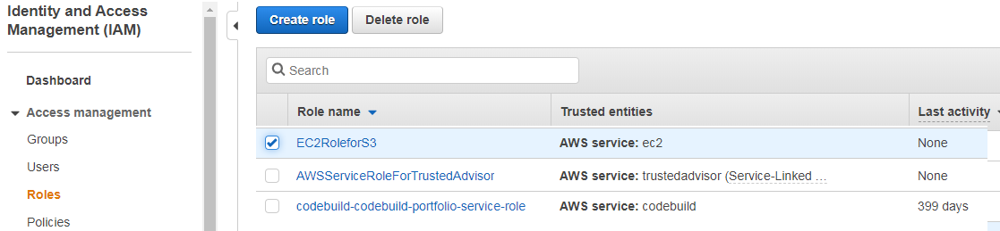 Identity and Access
Management (IAM)
Dashboard
Access management
Groups
Users
Roles
Policies
Create role Delete role
Search
Role name Trusted entities Last activity
EC2RoleforS3 AWS service: ec2 None
AWSServiceRoleForTrustedAdvisor AWS service: trustedadvisor (Service-Linked ... None
codebuild-codebuild-portfolio-service-role AWS service: codebuild 399 days